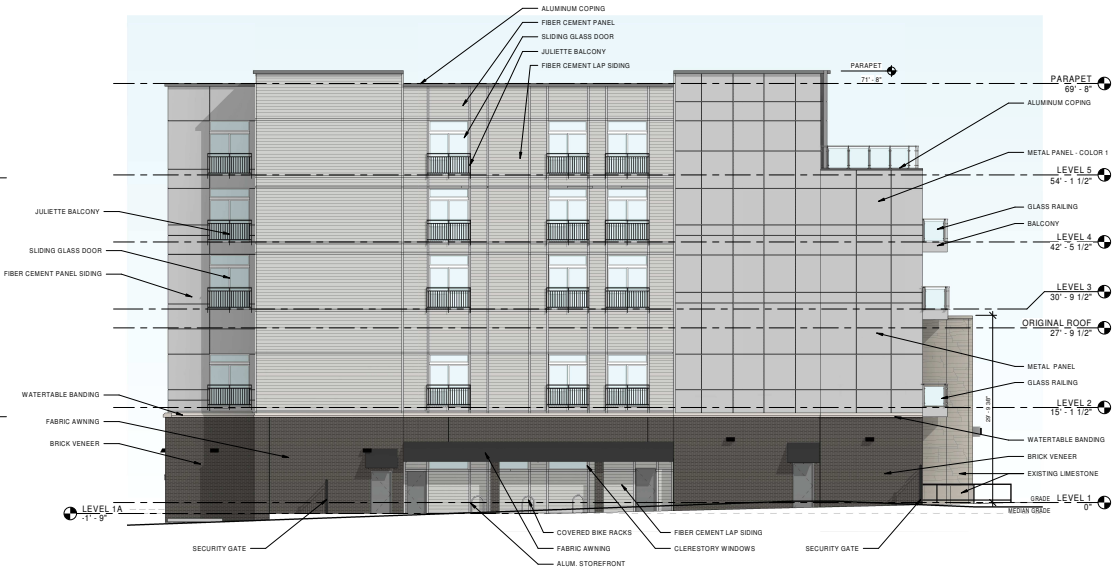 ALUMINUM COPING
FIBER CEMENT PANEL
SLIDING GLASS DOOR
JULIETTE BALCONY
FIBER CEMENT LAP SIDING
PARAPET
71' - 8"
PARAPET
69' - 8"
ALUMINUM COPING
METAL PANEL - COLOR 1
LEVEL 5
54' - 1 1/2"
GLASS RAILING
BALCONY
LEVEL 4
42' - 5 1/2"
LEVEL 3
30' - 9 1/2"
ORIGINAL ROOF
27' - 9 1/2"
METAL PANEL
GLASS RAILING
LEVEL 2
15' - 1 1/2"
29' - 9 3/8"
WATERTABLE BANDING
BRICK VENEER
EXISTING LIMESTONE
GRADE
LEVEL 1
0"
MEDIAN GRADE
JULIETTE BALCONY
SLIDING GLASS DOOR
FIBER CEMENT PANEL SIDING
WATERTABLE BANDING
FABRIC AWNING
BRICK VENEER
LEVEL 1A
-1' - 9"
SECURITY GATE
COVERED BIKE RACKS
FABRIC AWNING
ALUM. STOREFRONT
FIBER CEMENT LAP SIDING
CLERESTORY WINDOWS
SECURITY GATE